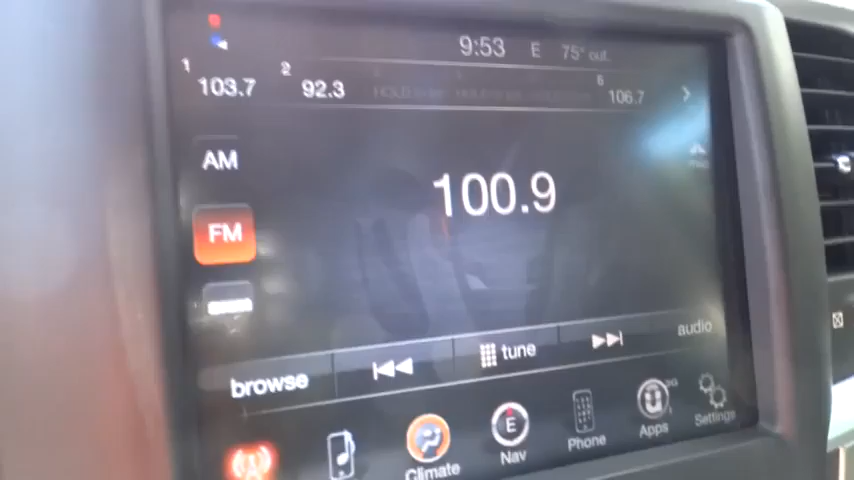 9:53 E 75° out.
1 103.7 2 92.3 6 106.7
AM
100.9
FM
browse tune audio
Climate E Nav Phone Apps Settings